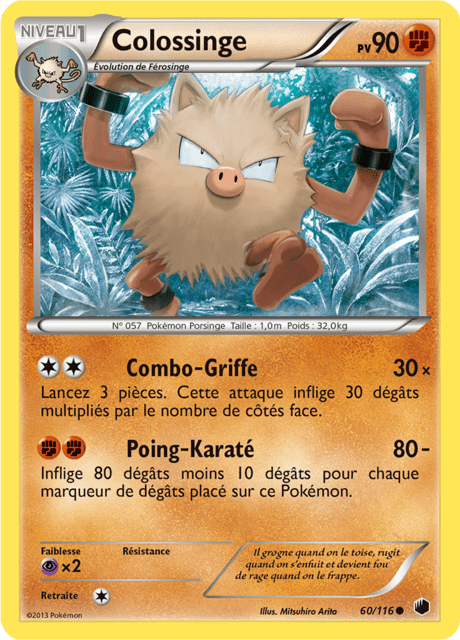 NIVEAU 1
Colossinge
PV 90
Évolution de Férosinge
N° 057 Pokémon Porsinge Taille : 1,0m Poids : 32,0kg
Combo-Griffe 30×
Lancez 3 pièces. Cette attaque inflige 30 dégâts
multipliés par le nombre de côtés face.
Poing-Karaté 80-
Inflige 80 dégâts moins 10 dégâts pour chaque
marqueur de dégâts placé sur ce Pokémon.
Faiblesse
×2
Résistance
Retraite
Il grogne quand on le toise, rugit
quand on s'enfuit et devient fou
de rage quand on le frappe.
©2013 Pokémon
Illus. Mitsuhiro Arita
60/116